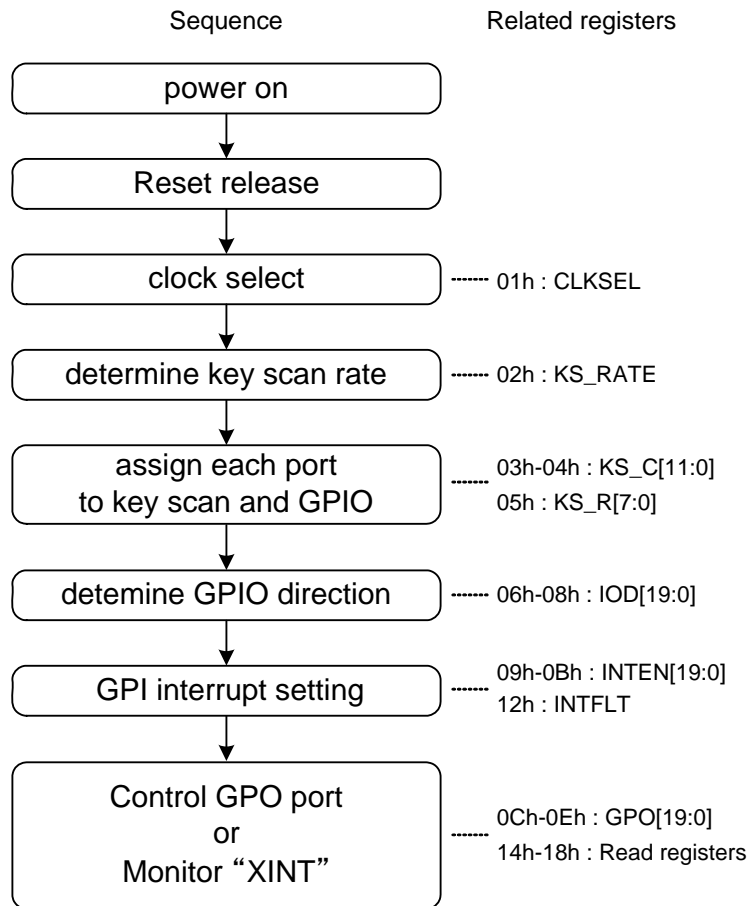 Sequence Related registers
power on
Reset release
clock select 01h : CLKSEL
determine key scan rate 02h : KS_RATE
assign each port 03h-04h : KS_C[11:0]
to key scan and GPIO 05h : KS_R[7:0]
detemine GPIO direction 06h-08h : IOD[19:0]
GPI interrupt setting 09h-0Bh : INTEN[19:0]
12h : INTFLT
Control GPO port
or 0Ch-0Eh : GPO[19:0]
Monitor “XINT” 14h-18h : Read registers